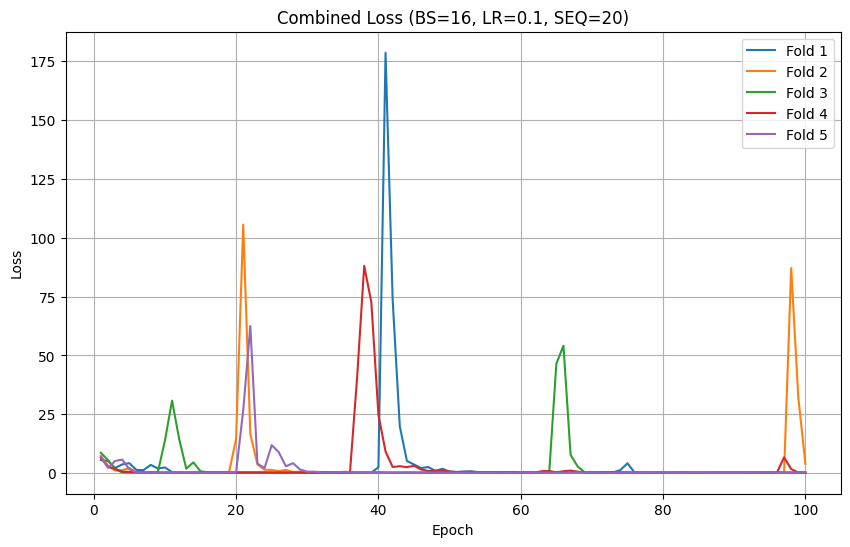 Combined Loss (BS=16, LR=0.1, SEQ=20)
Fold 1
Fold 2
Fold 3
Fold 4
Fold 5
175
150
125
100
75
50
25
0
Loss
0
20
40
60
80
100
Epoch